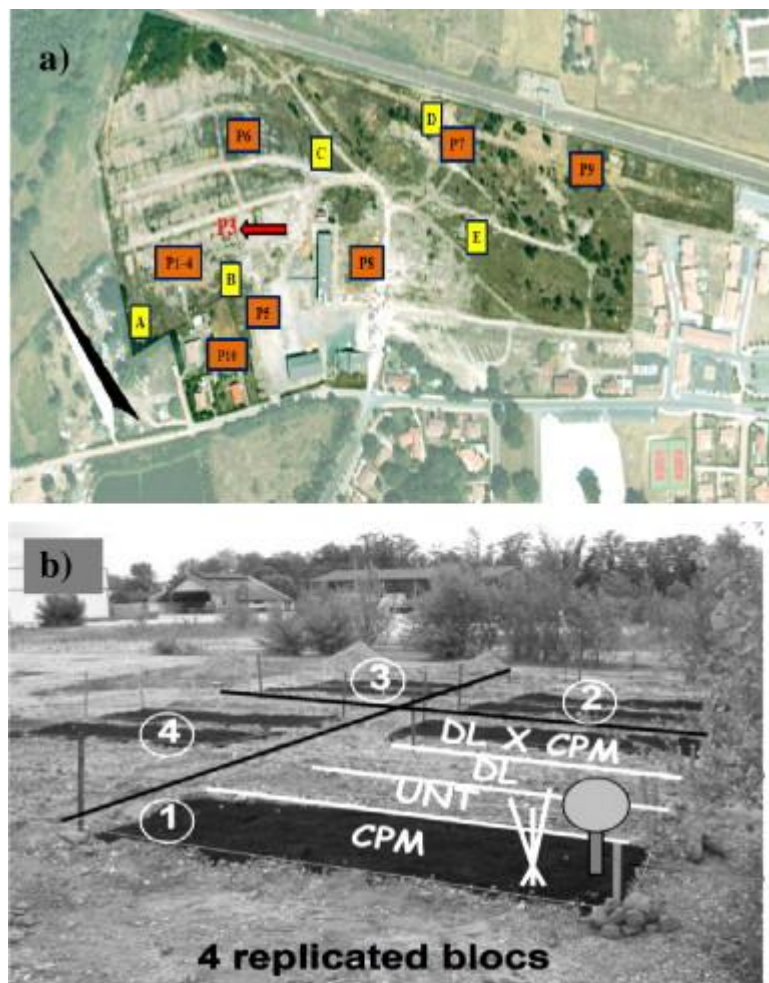 a)
D
P6
P7
C
P9
P3
E
P1-4
B
P8
A
P5
P10
b)
3
2
4
DL X CPM
DL
UNT
1
CPM
4 replicated blocs